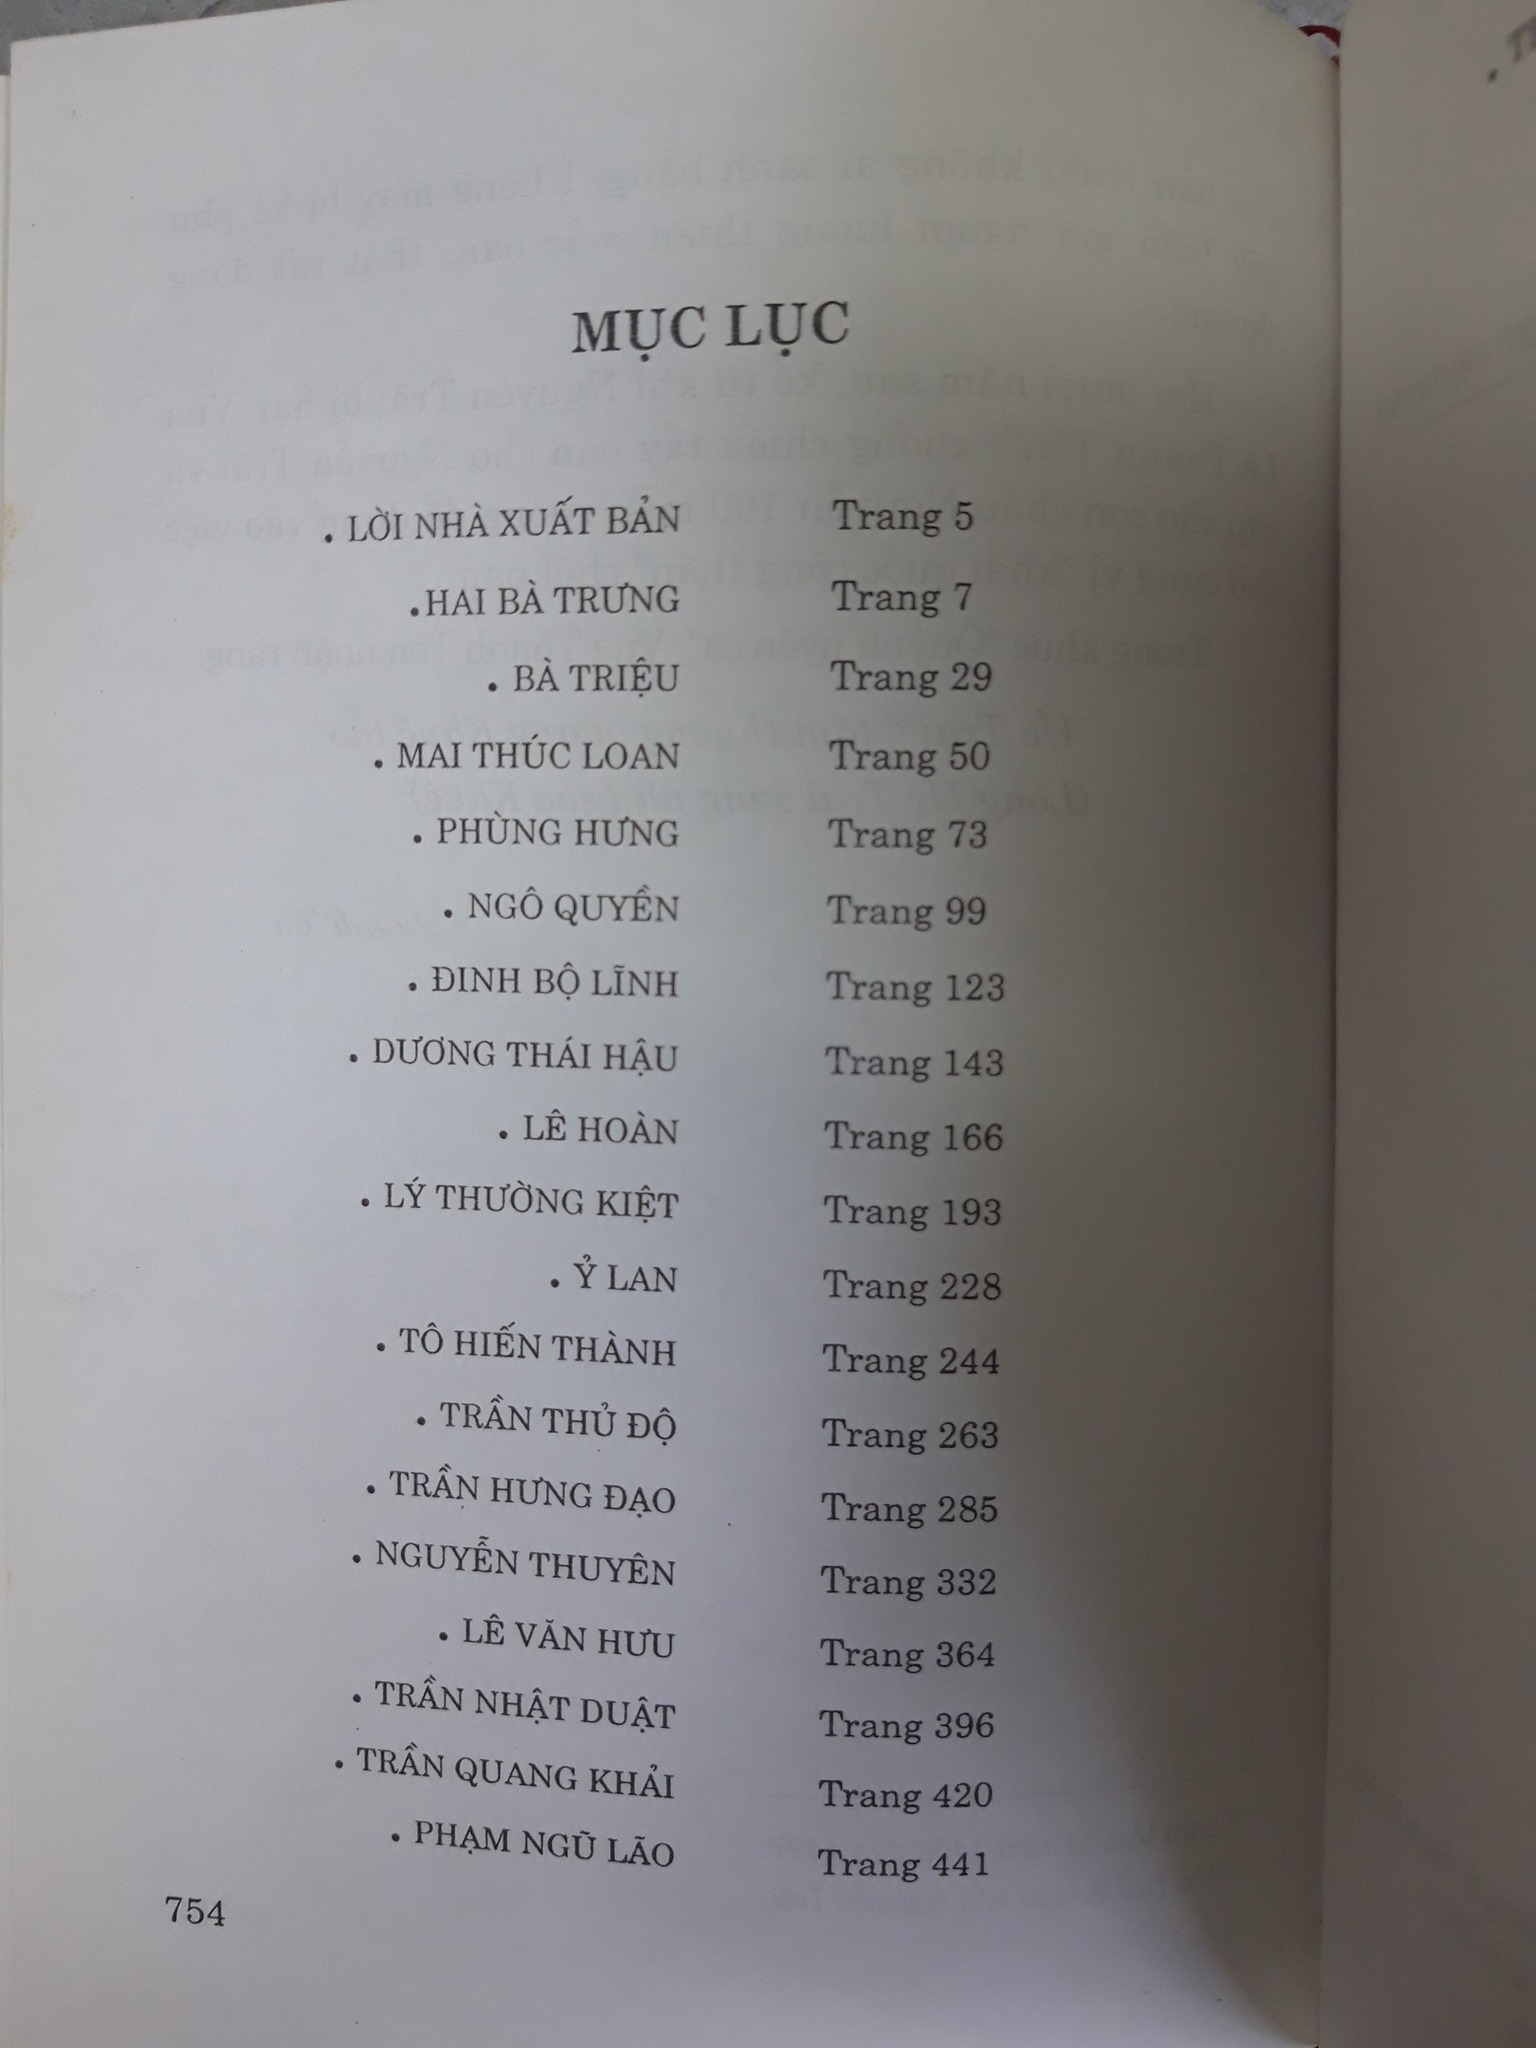 MỤC LỤC
. LỜI NHÀ XUẤT BẢN Trang 5
.HAI BÀ TRƯNG Trang 7
. BÀ TRIỆU Trang 29
. MAI THÚC LOAN Trang 50
. PHÙNG HƯNG Trang 73
. NGÔ QUYỀN Trang 99
. ĐINH BỘ LĨNH Trang 123
. DƯƠNG THÁI HẬU Trang 143
. LÊ HOÀN Trang 166
. LÝ THƯỜNG KIỆT Trang 193
. Ỷ LAN Trang 228
. TÔ HIẾN THÀNH Trang 244
. TRẦN THỦ ĐỘ Trang 263
. TRẦN HƯNG ĐẠO Trang 285
. NGUYỄN THUYÊN Trang 332
. LÊ VĂN HƯU Trang 364
. TRẦN NHẬT DUẬT Trang 396
. TRẦN QUANG KHẢI Trang 420
. PHẠM NGŨ LÃO Trang 441
754